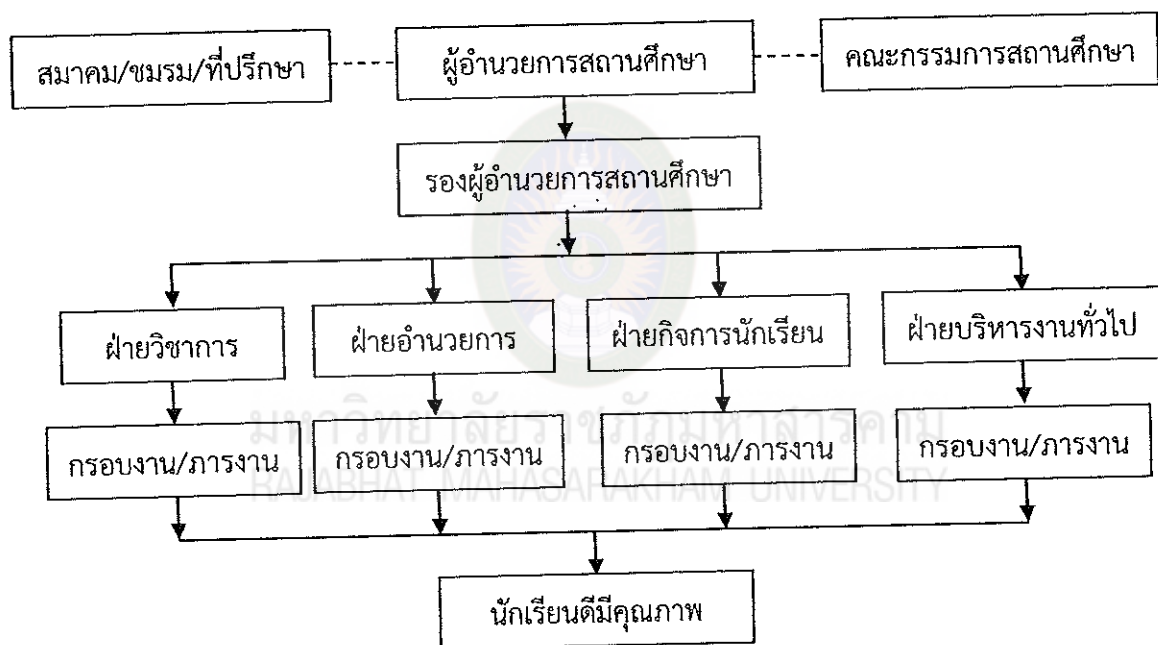 สมาคม/ชมรม/ที่ปรึกษา
ผู้อำนวยการสถานศึกษา
คณะกรรมการสถานศึกษา
รองผู้อำนวยการสถานศึกษา
ฝ่ายวิชาการ
ฝ่ายอำนวยการ
ฝ่ายกิจการนักเรียน
ฝ่ายบริหารงานทั่วไป
มหาวิทยาลัยราชภัฏมหาสารคาม
กรอบงาน/ภารงาน
กรอบงาน/ภารงาน
กรอบงาน/ภารงาน
กรอบงาน/ภารงาน
RAJABHAT MAHASARAKHAM UNIVERSITY
นักเรียนดีมีคุณภาพ